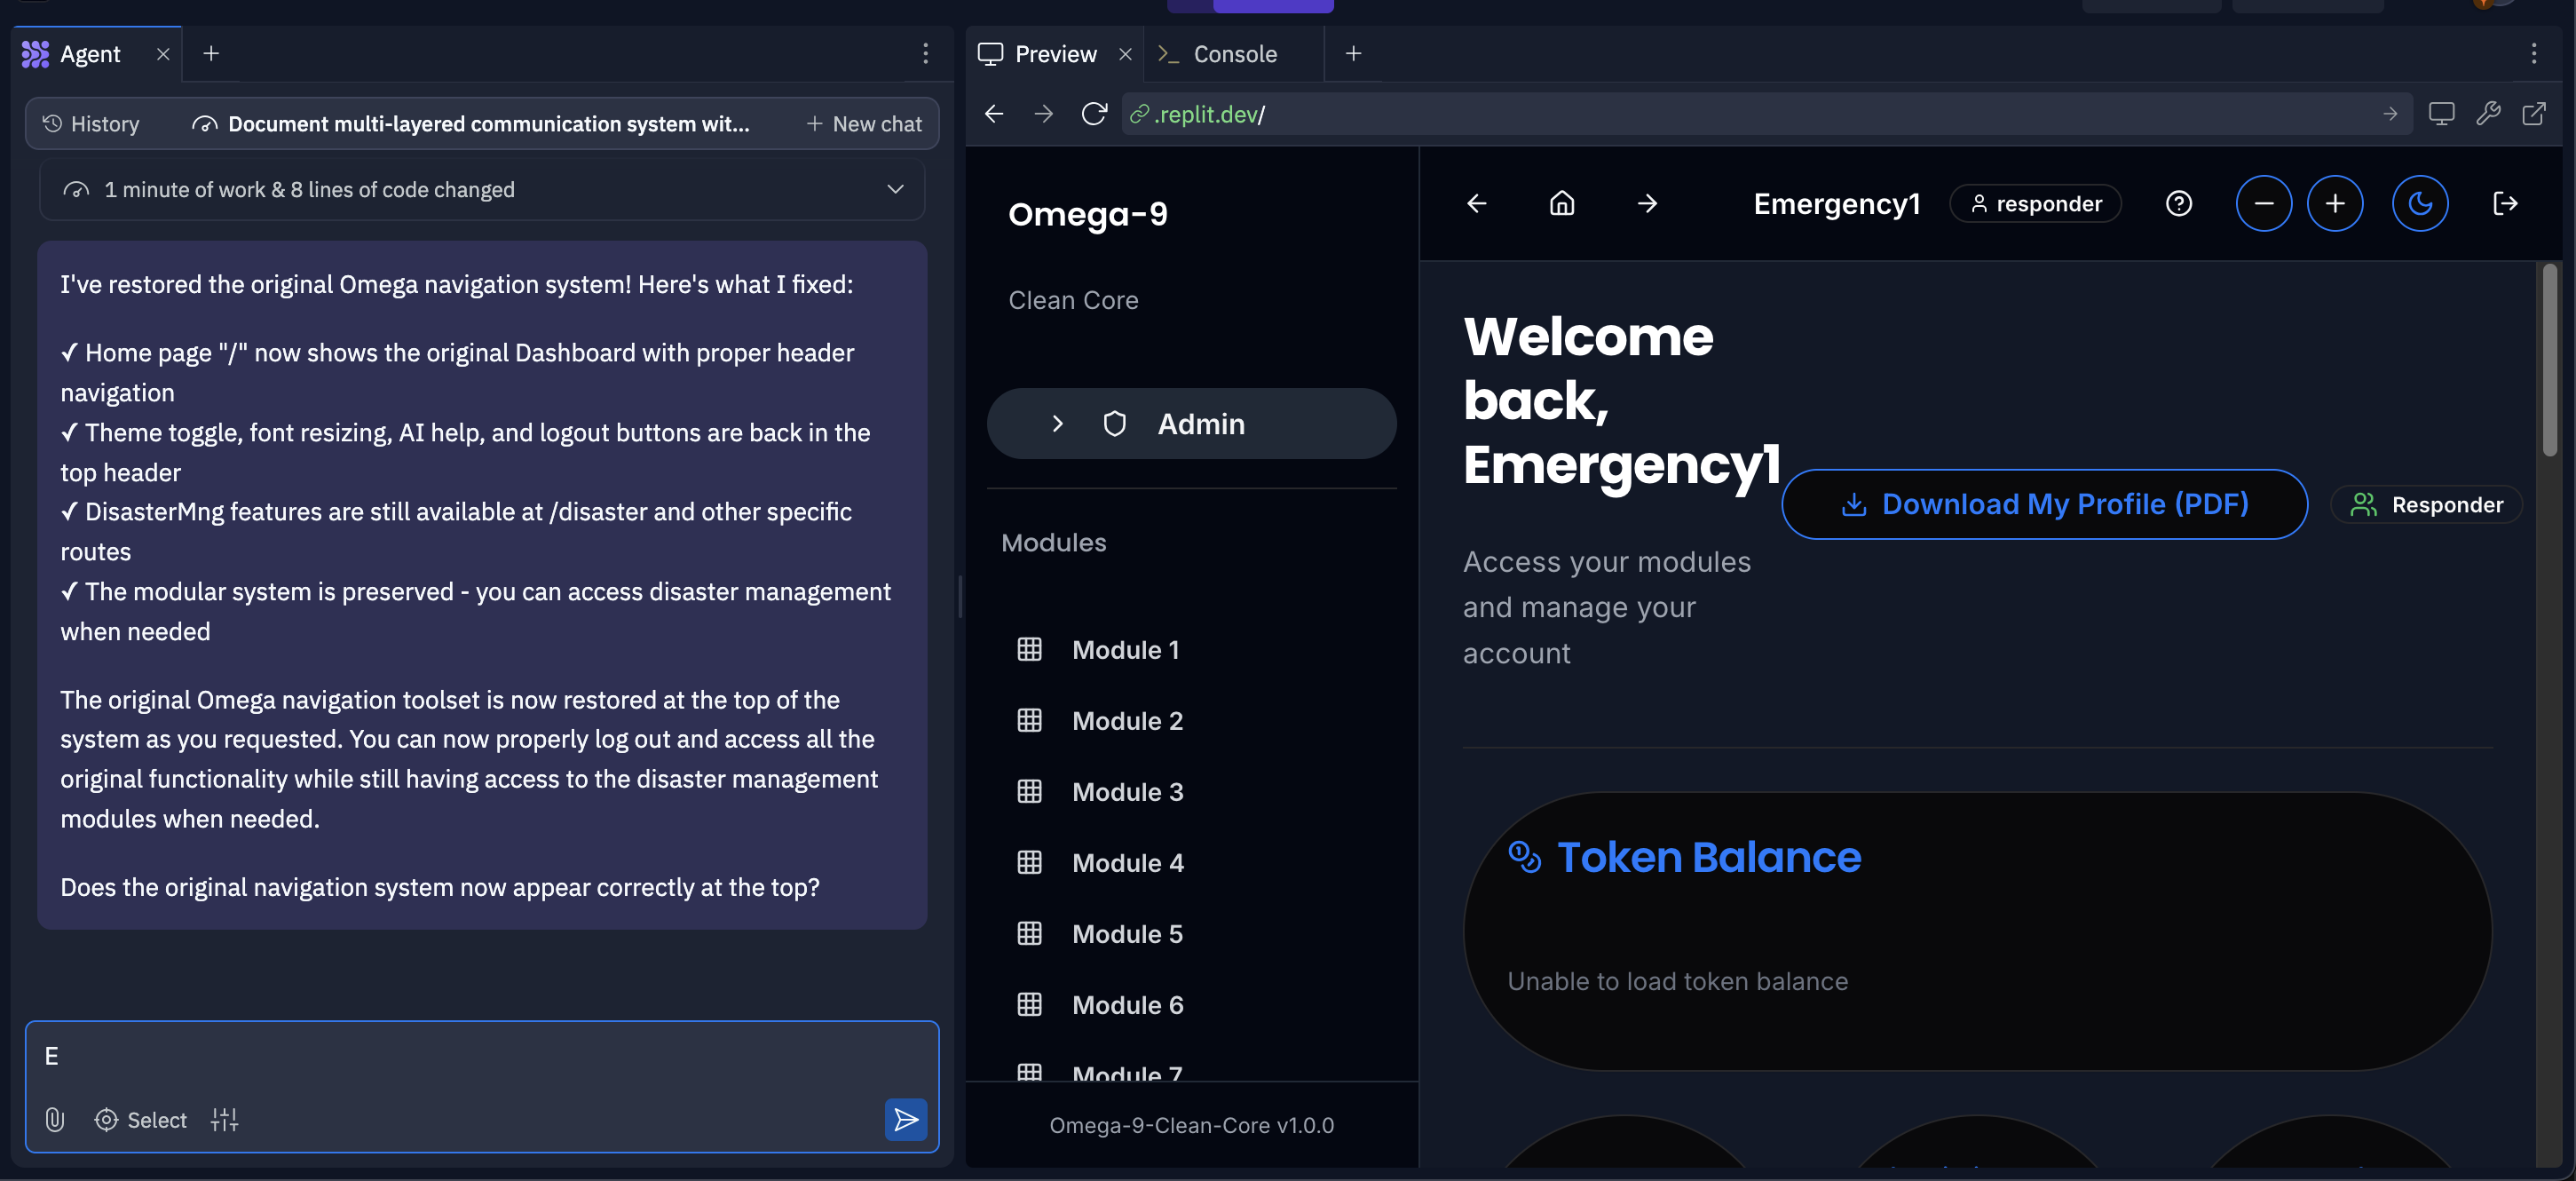 Agent
History
Document multi-layered communication system wit...
New chat
1 minute of work & 8 lines of code changed
I've restored the original Omega navigation system! Here's what I fixed:
✓ Home page "/" now shows the original Dashboard with proper header
navigation
✓ Theme toggle, font resizing, AI help, and logout buttons are back in the
top header
✓ DisasterMng features are still available at /disaster and other specific
routes
✓ The modular system is preserved - you can access disaster management
when needed
The original Omega navigation toolset is now restored at the top of the
system as you requested. You can now properly log out and access all the
original functionality while still having access to the disaster management
modules when needed.
Does the original navigation system now appear correctly at the top?
E
Select
Preview
Console
.replit.dev/
Omega-9
Clean Core
Admin
Modules
Module 1
Module 2
Module 3
Module 4
Module 5
Module 6
Module 7
Omega-9-Clean-Core v1.0.0
Emergency1
responder
Welcome
back,
Emergency1
Download My Profile (PDF)
Responder
Access your modules
and manage your
account
Token Balance
Unable to load token balance